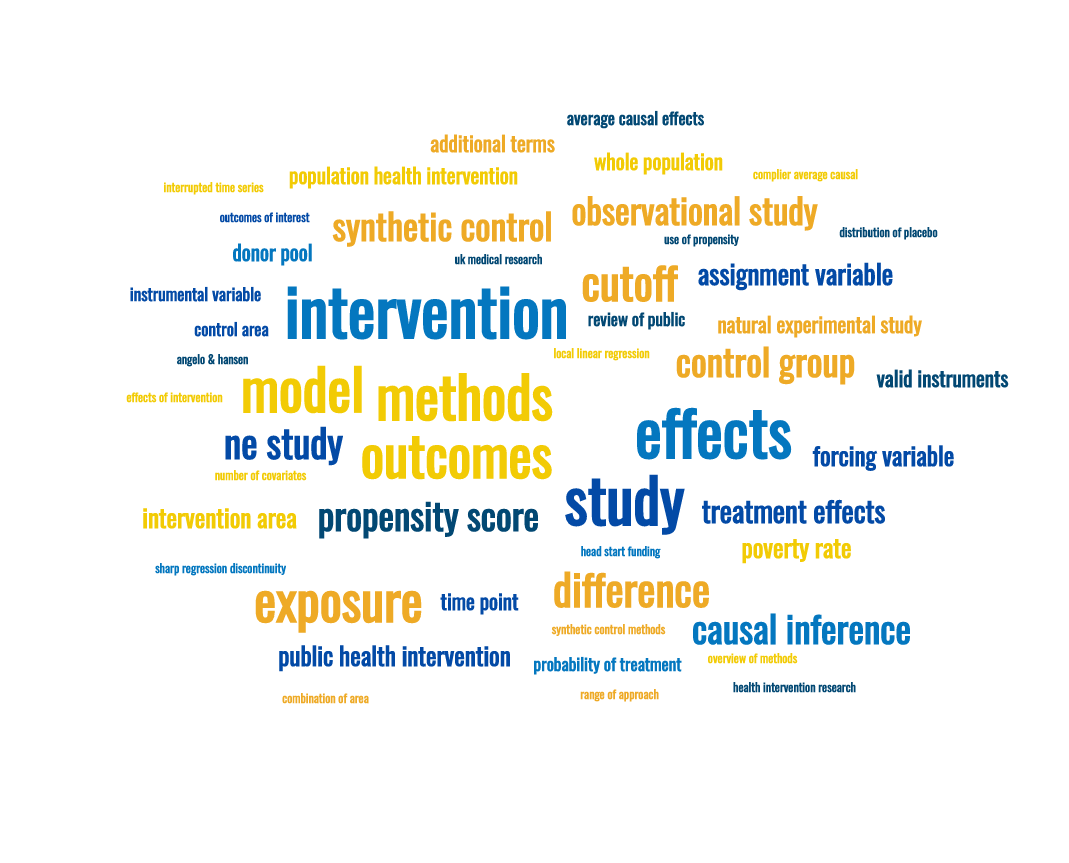 average causal effects
additional terms
whole population
population health intervention
complier average causal
interrupted time series
outcomes of interest
synthetic control
observational study
distribution of placebo
use of propensity
donor pool
uk medical research
cutoff
assignment variable
instrumental variable
intervention
review of public
natural experimental study
control area
angelo & hansen
local linear regression
control group
valid instruments
effects of intervention
model
methods
effects
ne study
outcomes
forcing variable
number of covariates
intervention area
propensity score
study
treatment effects
head start funding
poverty rate
sharp regression discontinuity
exposure
time point
difference
synthetic control methods
causal inference
public health intervention
probability of treatment
overview of methods
health intervention research
combination of area
range of approach